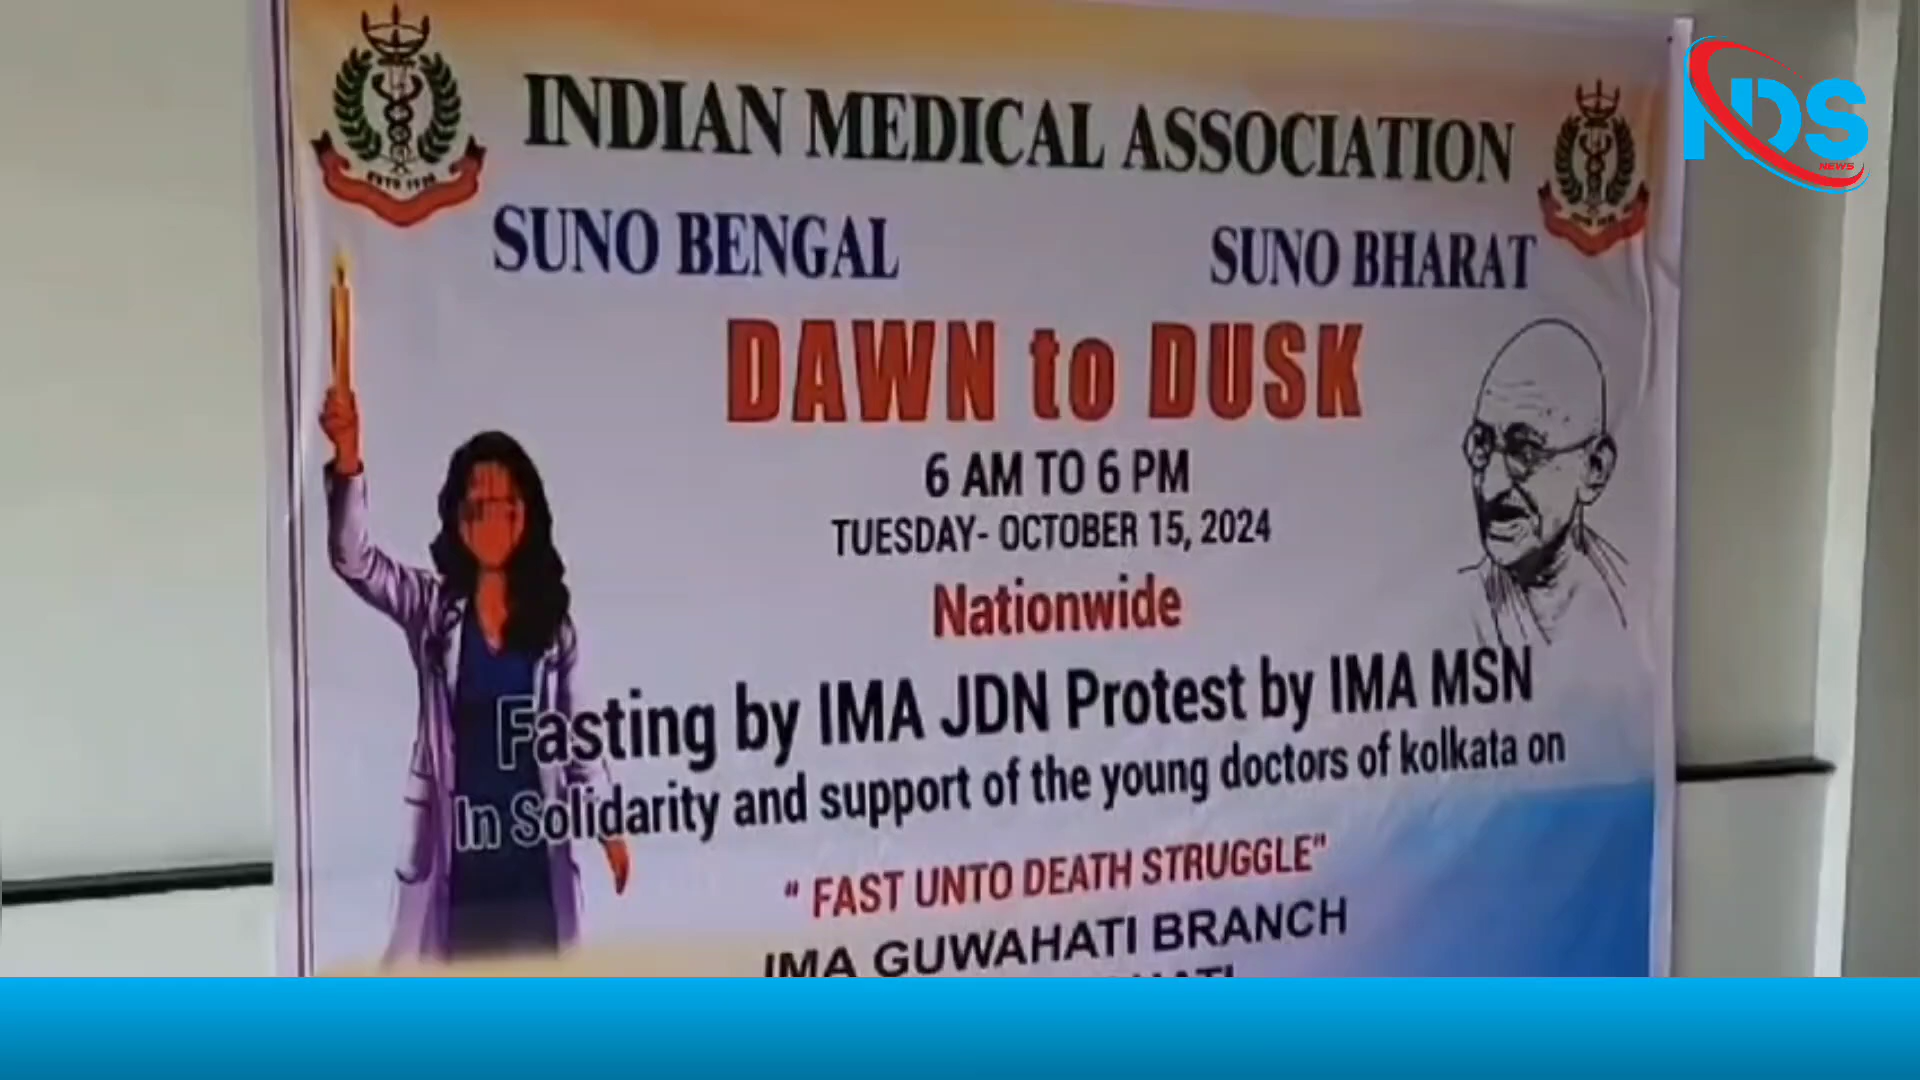 INDIAN MEDICAL ASSOCIATION
SUNO BENGAL SUNO BHARAT
DAWN to DUSK
6 AM TO 6 PM
TUESDAY- OCTOBER 15, 2024
Nationwide
Fasting by IMA JDN Protest by IMA MSN
In Solidarity and support of the young doctors of kolkata on
" FAST UNTO DEATH STRUGGLE"
IMA GUWAHATI BRANCH
NDS
NEWS